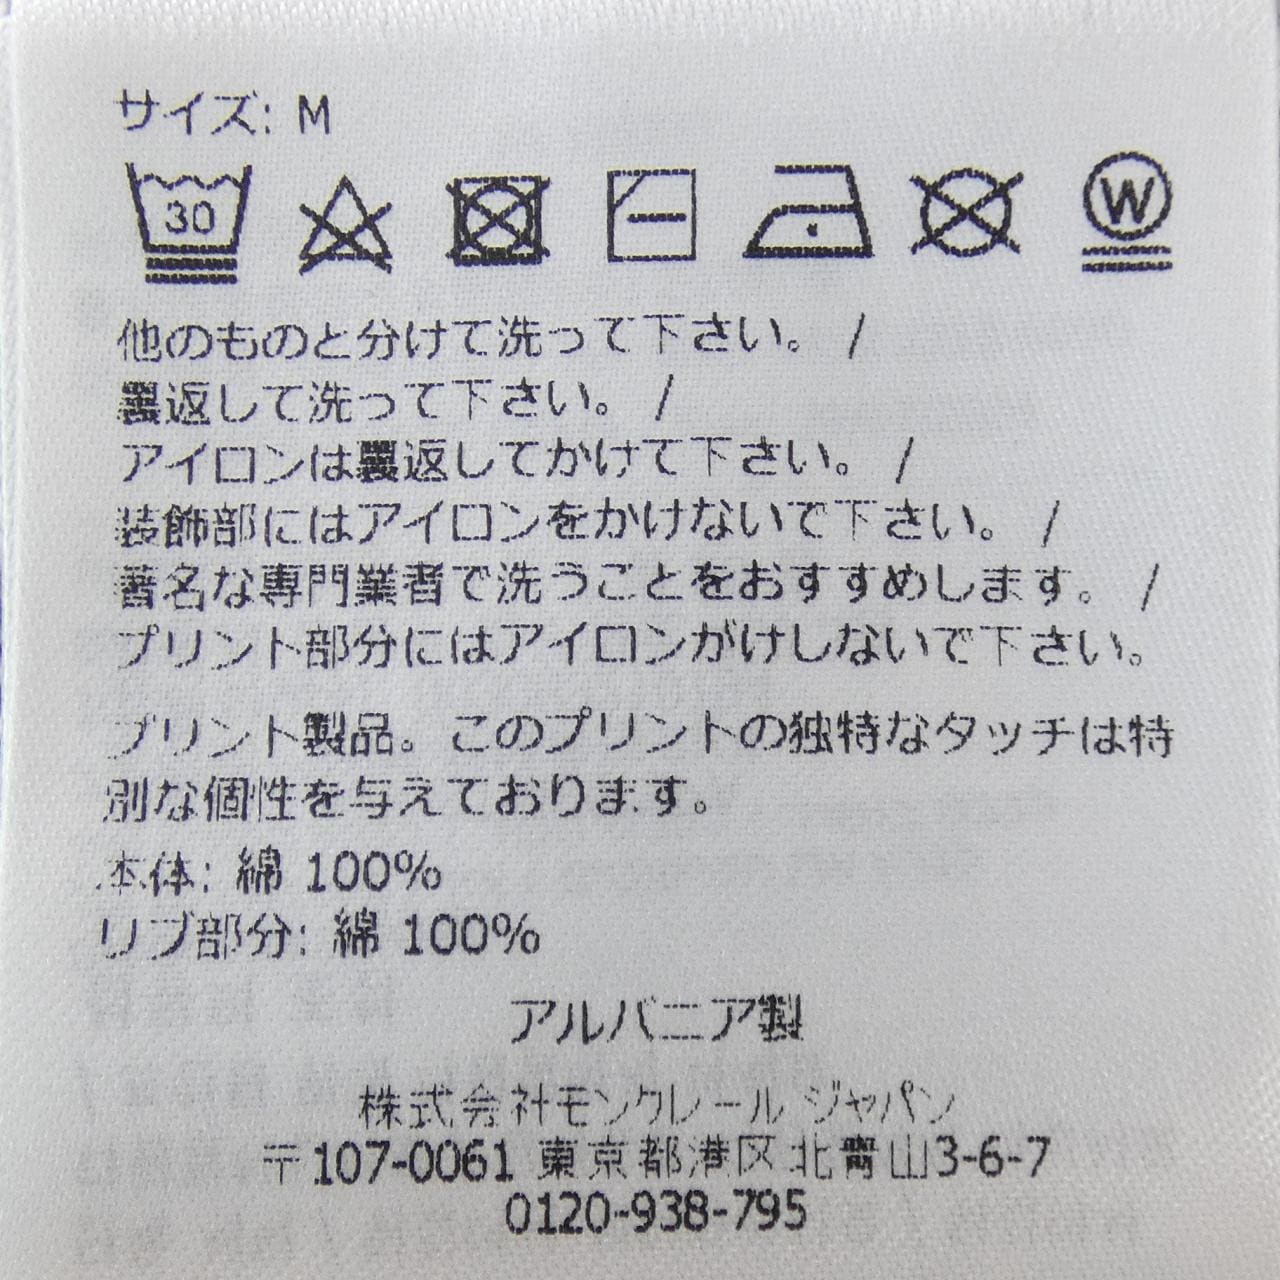 サイズ: M
30
W
他のものと分けて洗って下さい。 /
裏返して洗って下さい。 /
アイロンは裏返してかけて下さい。 /
装飾部にはアイロンをかけないで下さい。 /
著名な専門業者で洗うことをおすすめします。 /
プリント部分にはアイロンがけしないで下さい。
プリント製品。このプリントの独特なタッチは特
別な個性を与えております。
本体: 綿 100%
リブ部分: 綿 100%
アルバニア製
株式会社モンクレール ジャパン
〒107-0061 東京都港区北青山3-6-7
0120-938-795